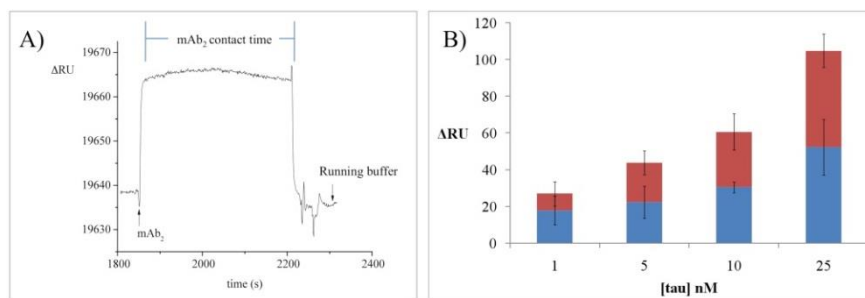 A)
mAb₂ contact time
ΔRU
19670
19660
19650
19640
19630
Running buffer
mAb₂
1800
2000
2200
2400
time (s)
B)
120
100
80
60
40
20
0
ΔRU
1
5
10
25
[tau] nM